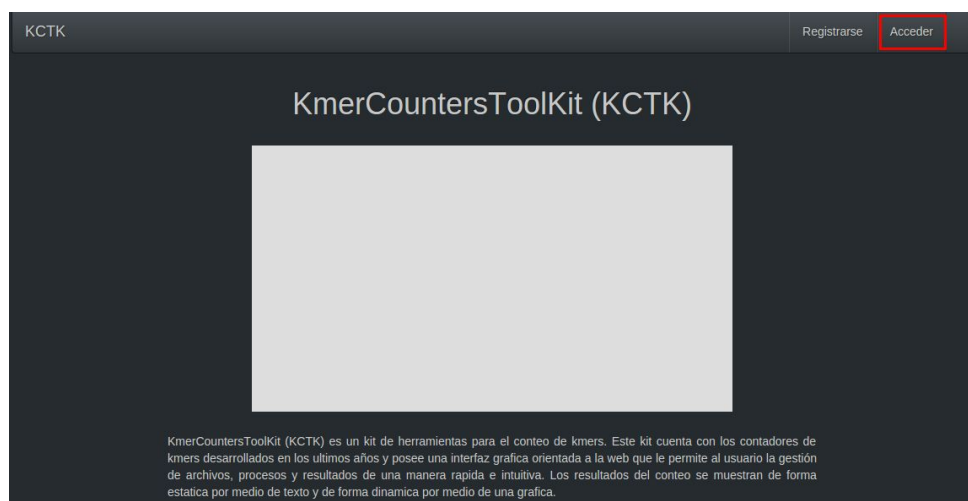 KCTK
Registrarse
Acceder
KmerCountersToolKit (KCTK)
KmerCountersToolKit (KCTK) es un kit de herramientas para el conteo de kmers. Este kit cuenta con los contadores de
kmers desarrollados en los ultimos años y posee una interfaz grafica orientada a la web que le permite al usuario la gestión
de archivos, procesos y resultados de una manera rapida e intuitiva. Los resultados del conteo se muestran de forma
estatica por medio de texto y de forma dinamica por medio de una grafica.